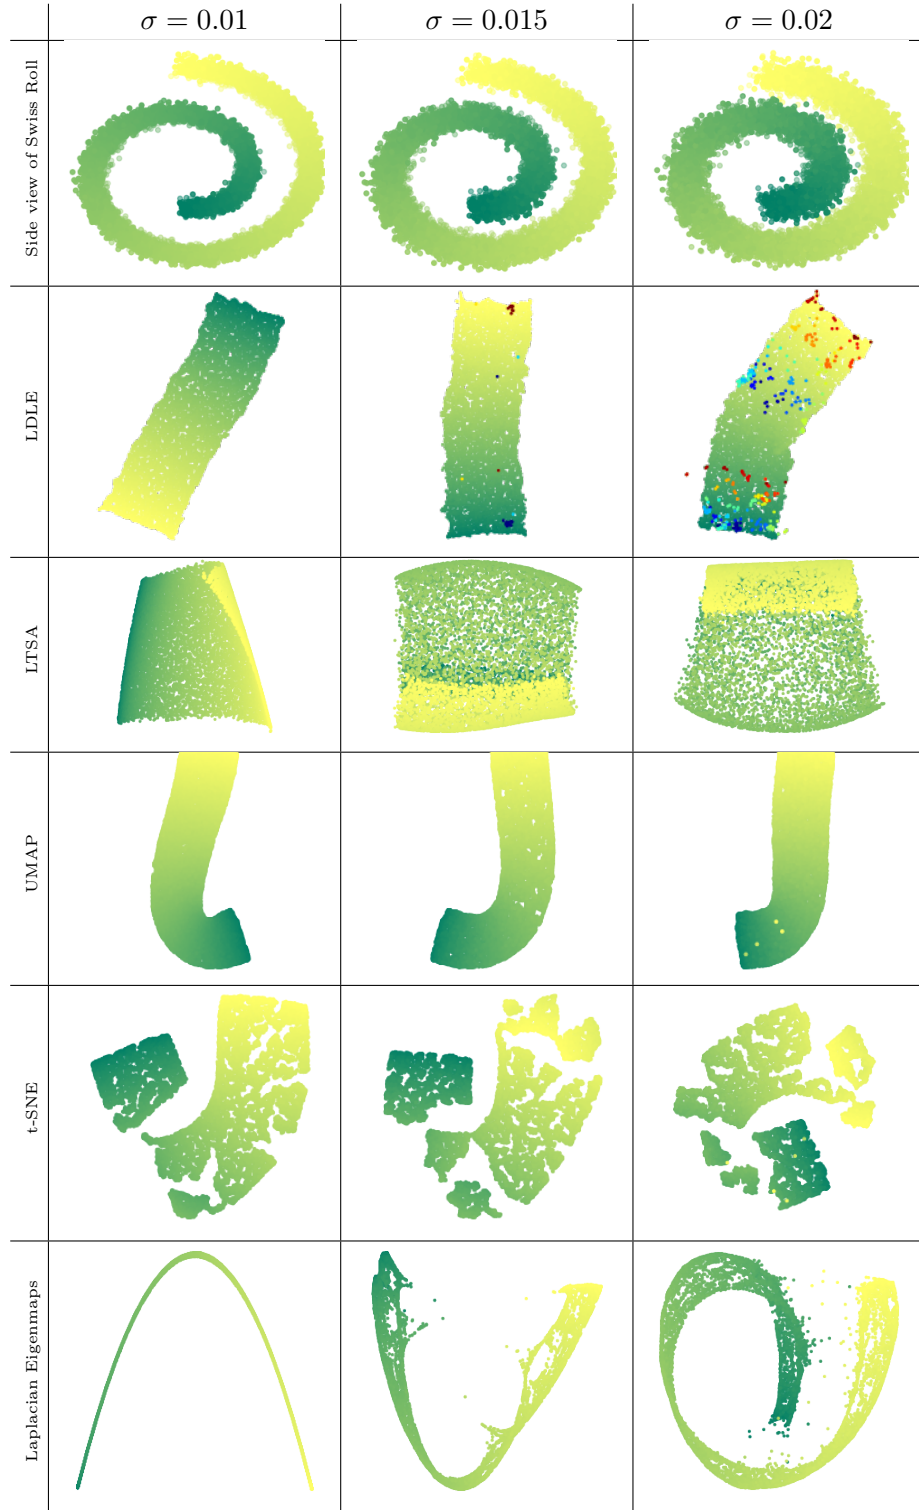 σ = 0.01 σ = 0.015 σ = 0.02
Side view of Swiss Roll
LDLE
LTSA
UMAP
t-SNE
Laplacian Eigenmaps